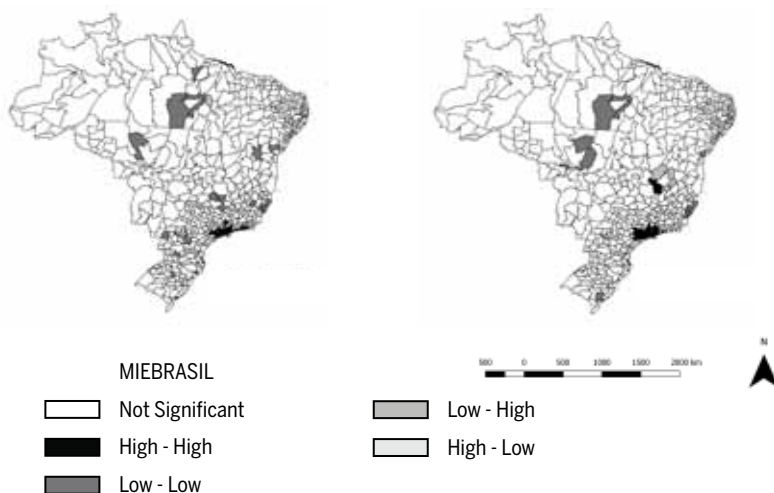 N
500 0 500 1000 1500 2000 km
MIEBRASIL
Not Significant
High - High
Low - Low
Low - High
High - Low